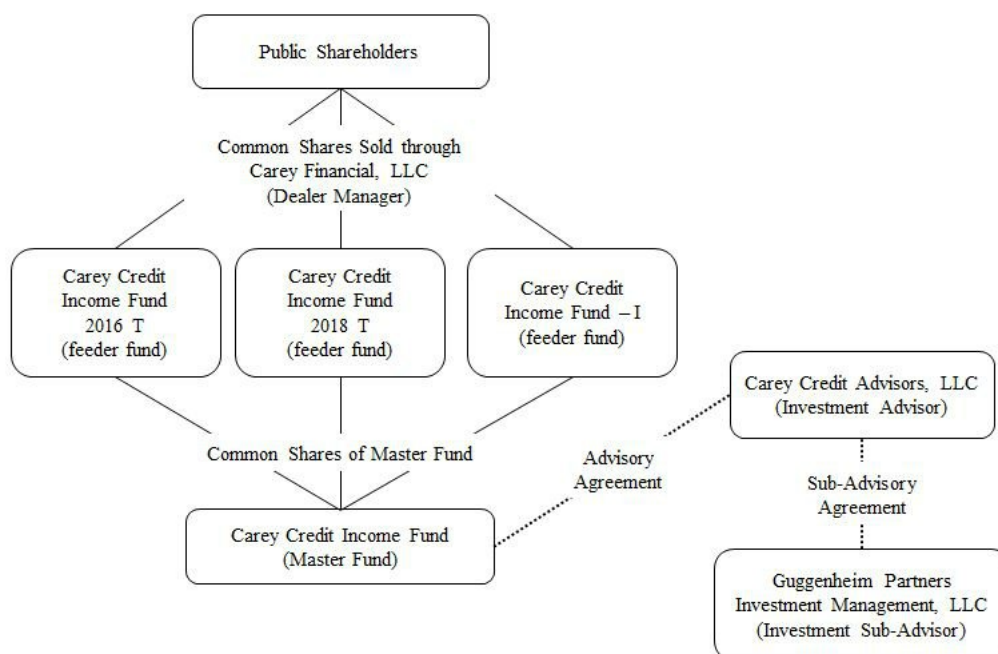 Public Shareholders
Common Shares Sold through
Carey Financial, LLC
(Dealer Manager)
Carey Credit
Income Fund
2016 T
(feeder fund)
Carey Credit
Income Fund
2018 T
(feeder fund)
Carey Credit
Income Fund – I
(feeder fund)
Carey Credit Advisors, LLC
(Investment Advisor)
Common Shares of Master Fund
Advisory
Agreement
Sub-Advisory
Agreement
Carey Credit Income Fund
(Master Fund)
Guggenheim Partners
Investment Management, LLC
(Investment Sub-Advisor)